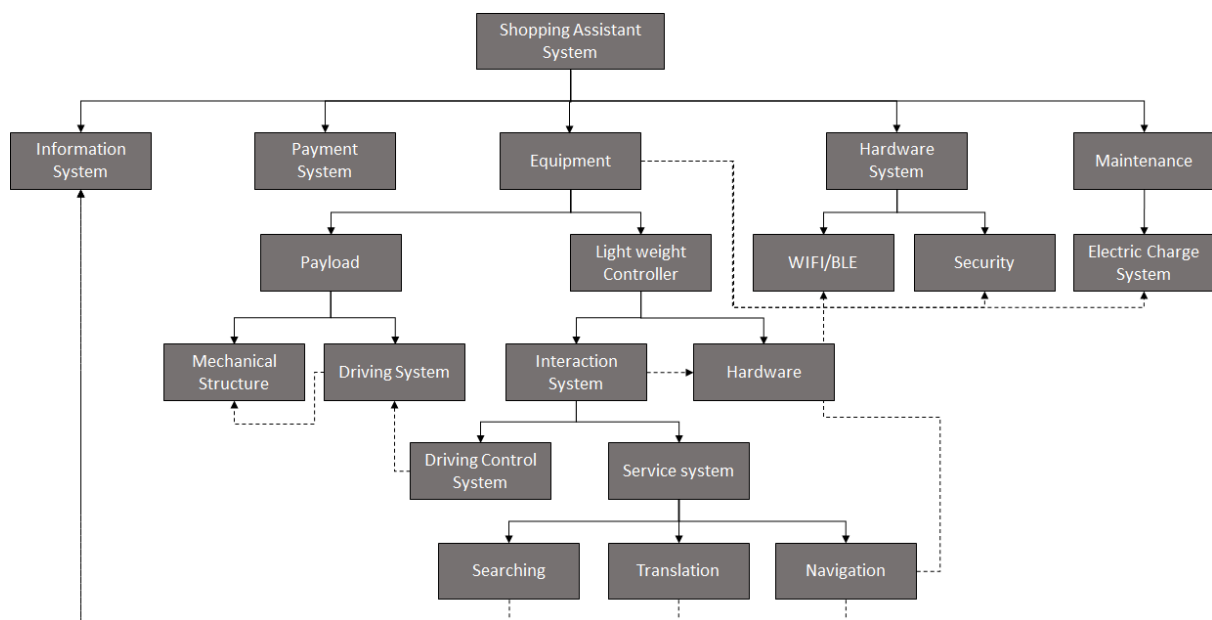 Shopping Assistant
System
Information
System
Payment
System
Equipment
Hardware
System
Maintenance
Payload
Light weight
Controller
WIFI/BLE
Security
Electric Charge
System
Mechanical
Structure
Driving System
Interaction
System
Hardware
Driving Control
System
Service system
Searching
Translation
Navigation